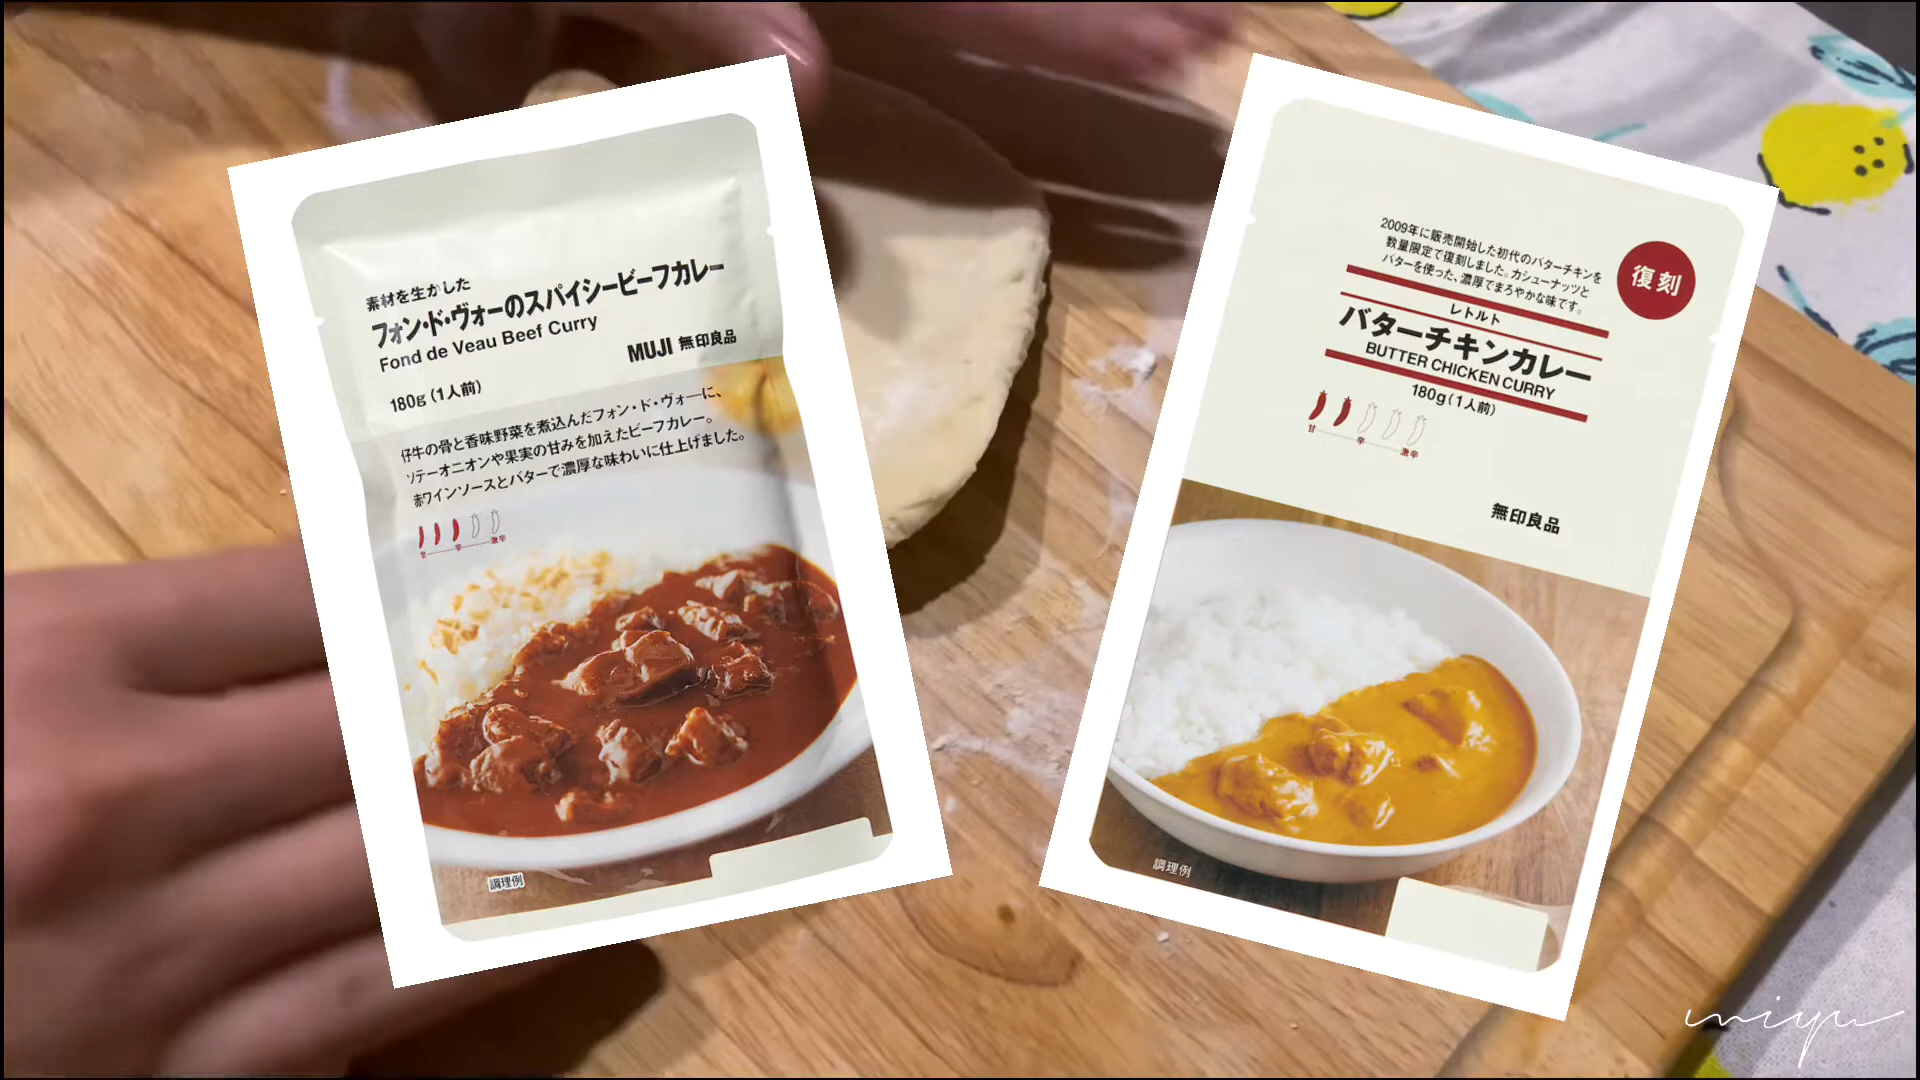 素材を生かした
フォン・ド・ヴォーのスパイシービーフカレー
Fond de Veau Beef Curry
MUJI 無印良品
180g（1人前）
仔牛の骨と香味野菜を煮込んだフォン・ド・ヴォーに、
ソテーオニオンや果実の甘みを加えたビーフカレー。
赤ワインソースとバターで濃厚な味わいに仕上げました。
甘 辛 激辛
調理例
2009年に販売開始した初代のバターチキンを
数量限定で復刻しました。カシューナッツと
バターを使った、濃厚でまろやかな味です。
復刻
レトルト
バターチキンカレー
BUTTER CHICKEN CURRY
180g（1人前）
甘 辛 激辛
無印良品
調理例
miyu